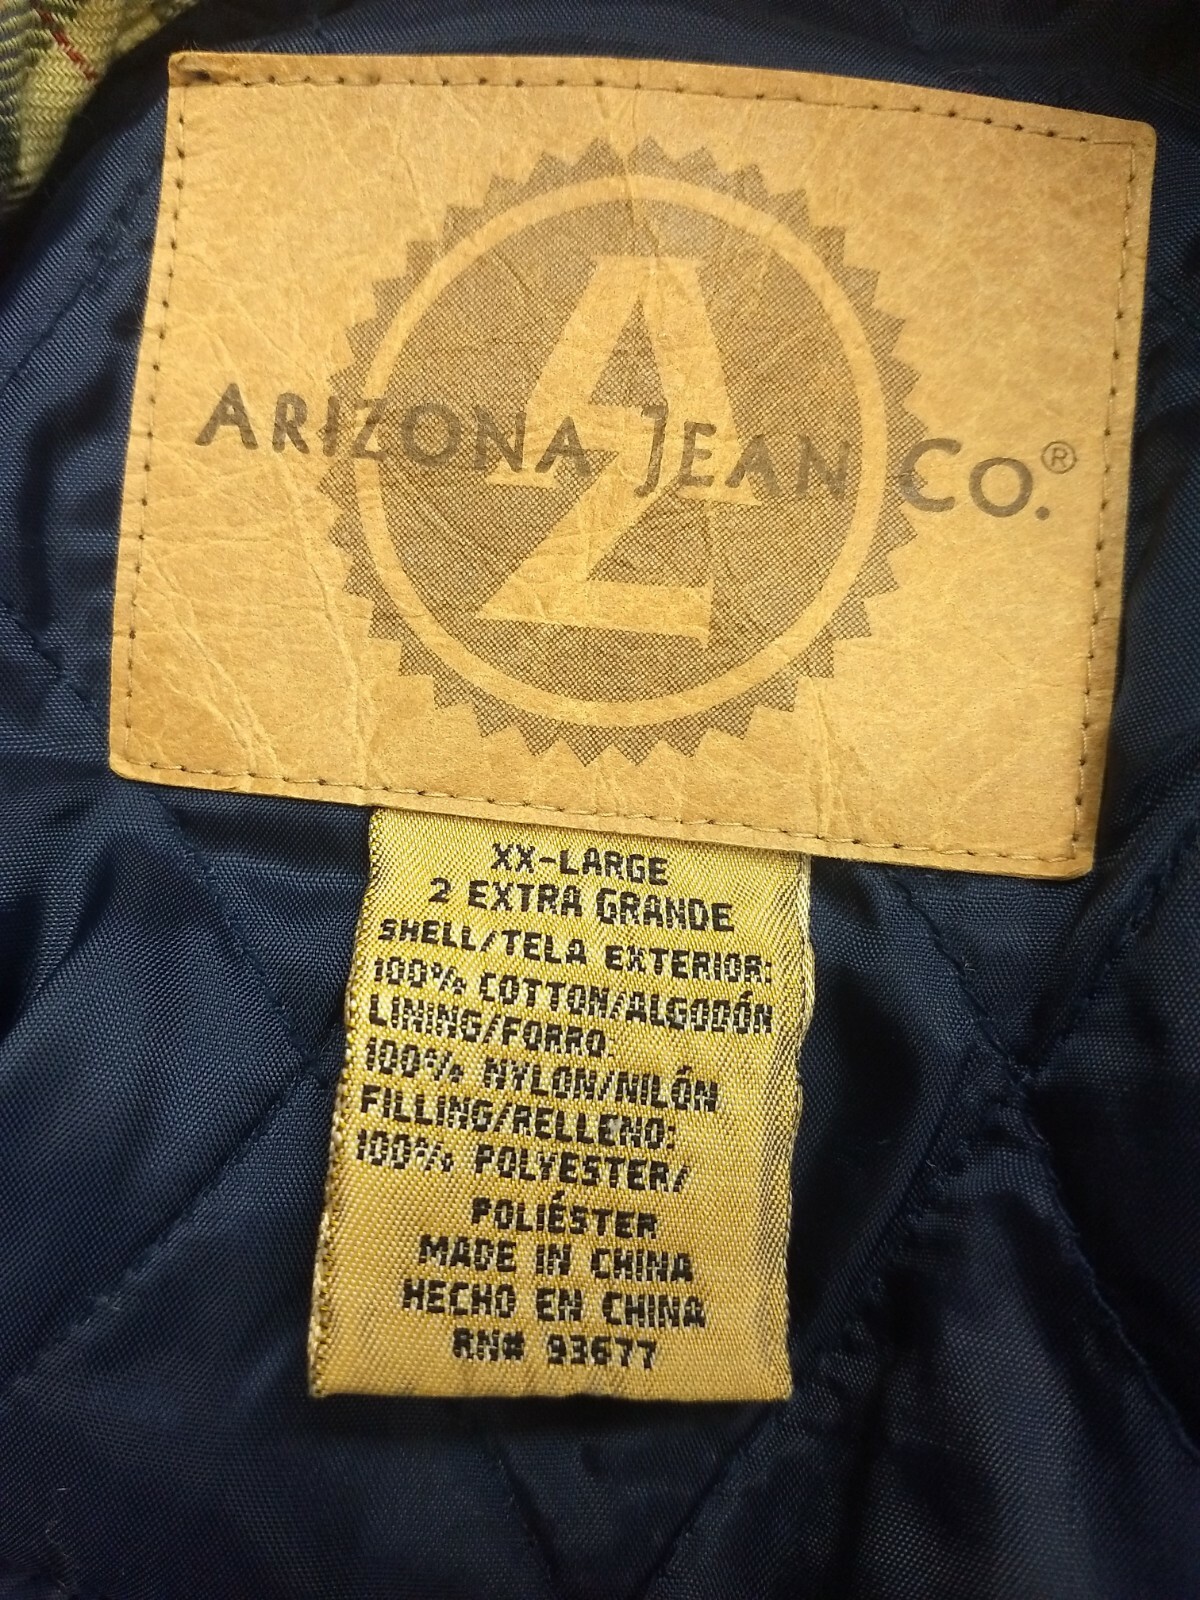 AZ
ARIZONA JEAN CO.®
XX-LARGE
2 EXTRA GRANDE
SHELL/TELA EXTERIOR:
100% COTTON/ALGODÓN
LINING/FORRO:
100% NYLON/NILÓN
FILLING/RELLENO:
100% POLYESTER/
POLIÉSTER
MADE IN CHINA
HECHO EN CHINA
RN# 93677